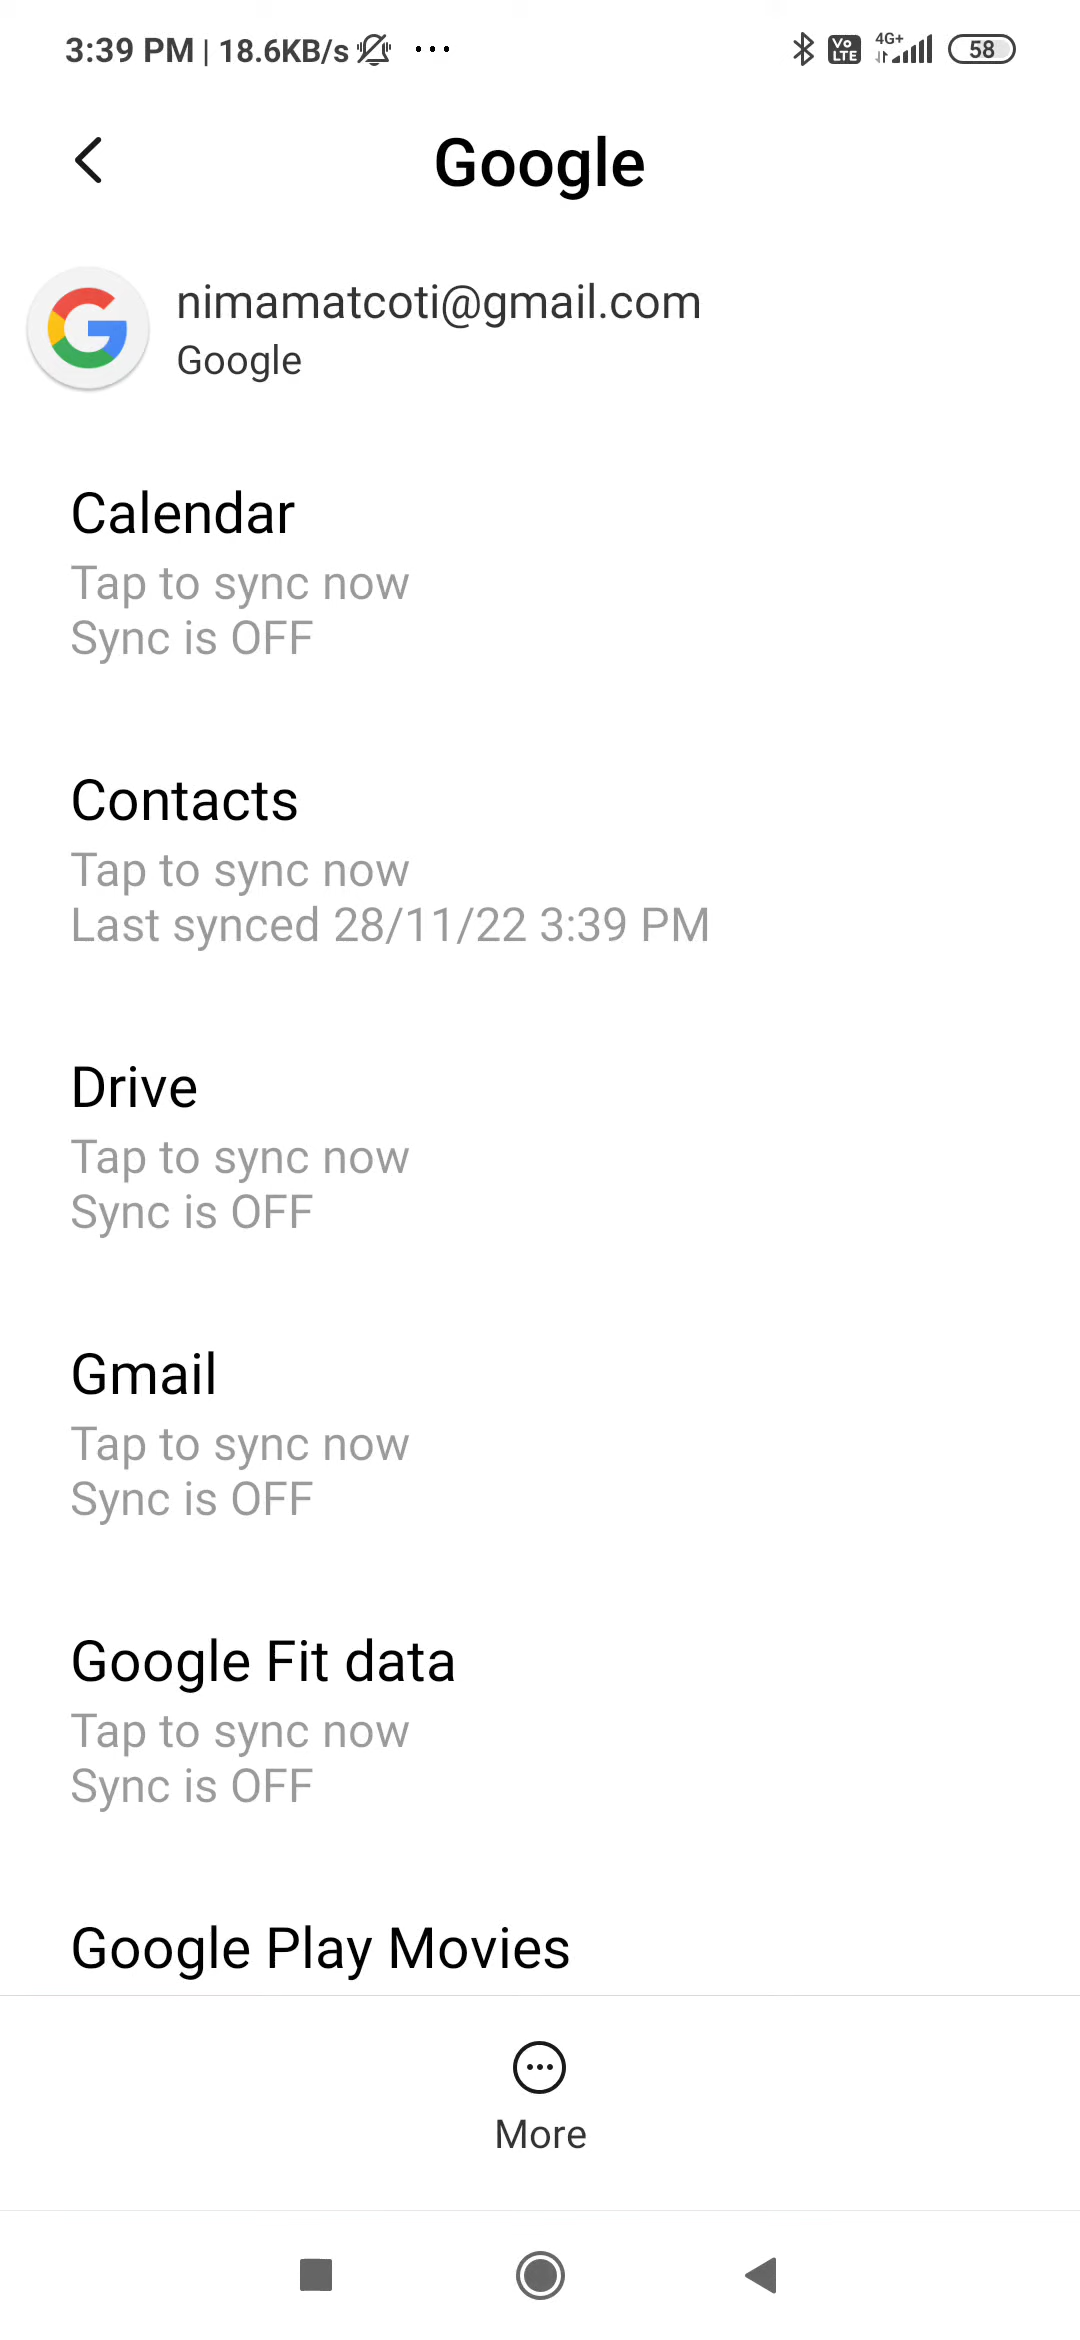 3:39 PM | 18.6KB/s ... Vo LTE 4G+ 58
Google
nimamatcoti@gmail.com
Google
Calendar
Tap to sync now
Sync is OFF
Contacts
Tap to sync now
Last synced 28/11/22 3:39 PM
Drive
Tap to sync now
Sync is OFF
Gmail
Tap to sync now
Sync is OFF
Google Fit data
Tap to sync now
Sync is OFF
Google Play Movies
More